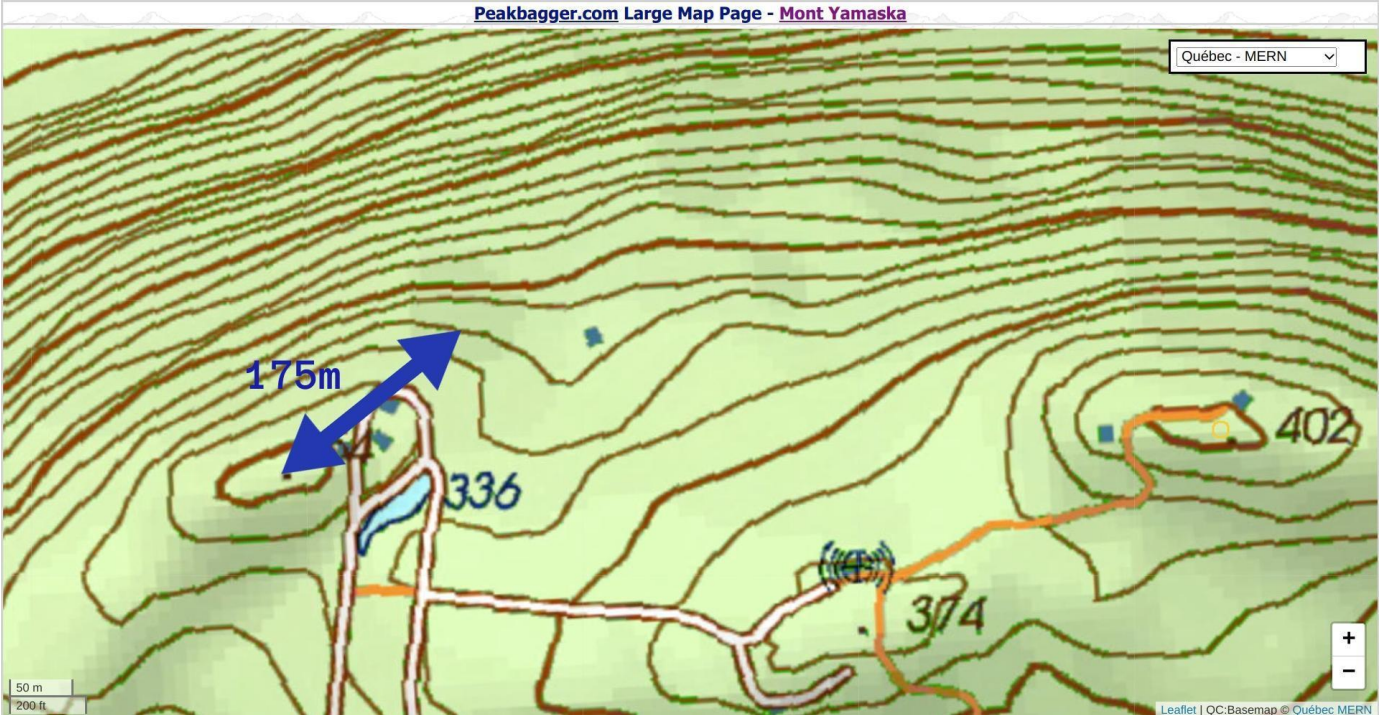 Peakbagger.com Large Map Page - Mont Yamaska
Québec - MERN
175m
402
336
374
+
−
50 m
200 ft
Leaflet | QC:Basemap © Québec MERN